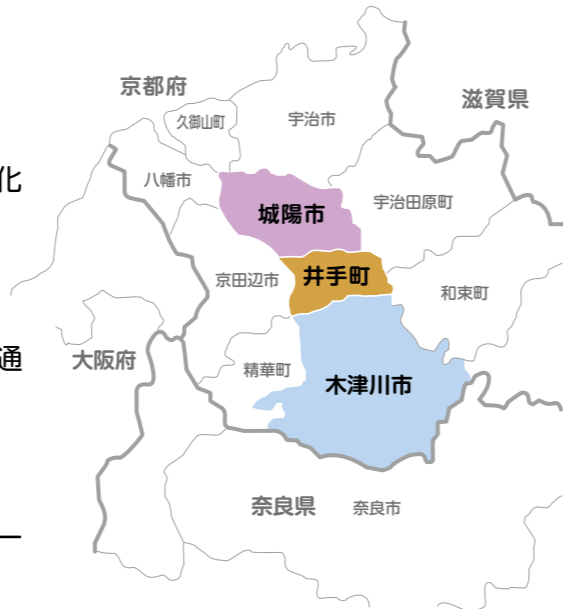 京都府
滋賀県
久御山町
宇治市
化
八幡市
宇治田原町
城陽市
京田辺市
井手町
和束町
通
大阪府
精華町
木津川市
奈良県
奈良市
ー